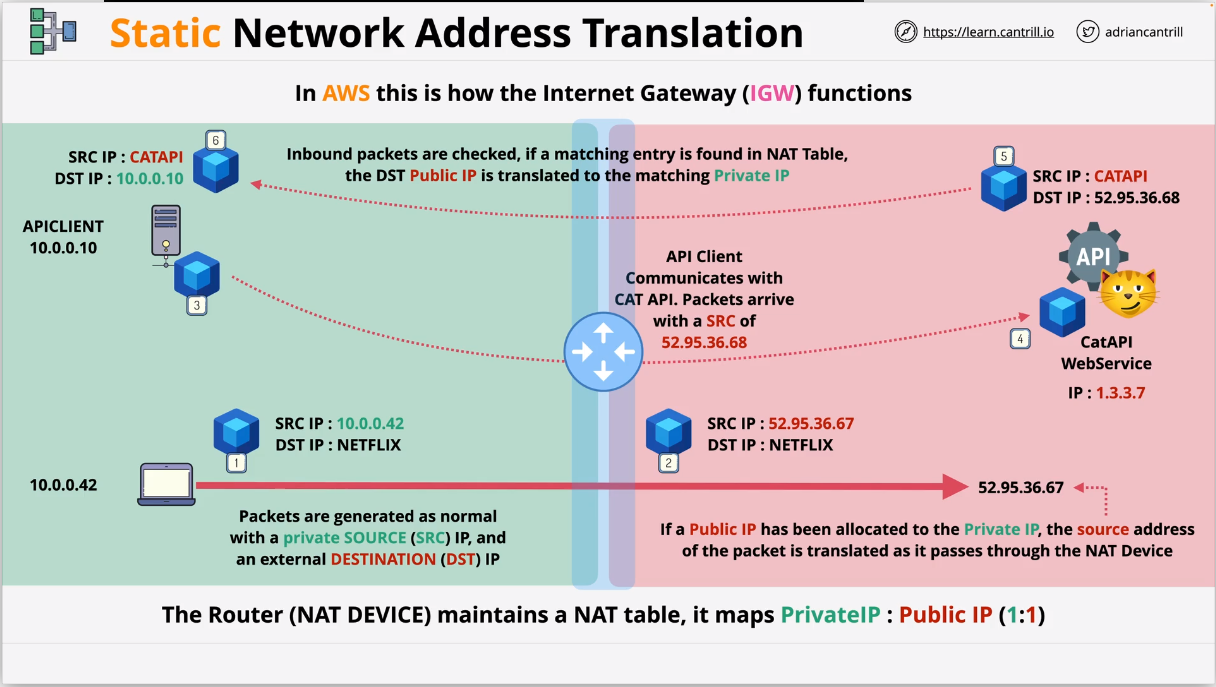 Static Network Address Translation
https://learn.cantrill.io
adriancantrill
In AWS this is how the Internet Gateway (IGW) functions
6
SRC IP : CATAPI
DST IP : 10.0.0.10
Inbound packets are checked, if a matching entry is found in NAT Table,
the DST Public IP is translated to the matching Private IP
5
SRC IP : CATAPI
DST IP : 52.95.36.68
APICLIENT
10.0.0.10
3
API Client
Communicates with
CAT API. Packets arrive
with a SRC of
52.95.36.68
API
4
CatAPI
WebService
IP : 1.3.3.7
1
SRC IP : 10.0.0.42
DST IP : NETFLIX
2
SRC IP : 52.95.36.67
DST IP : NETFLIX
10.0.0.42
52.95.36.67
Packets are generated as normal
with a private SOURCE (SRC) IP, and
an external DESTINATION (DST) IP
If a Public IP has been allocated to the Private IP, the source address
of the packet is translated as it passes through the NAT Device
The Router (NAT DEVICE) maintains a NAT table, it maps PrivateIP : Public IP (1:1)